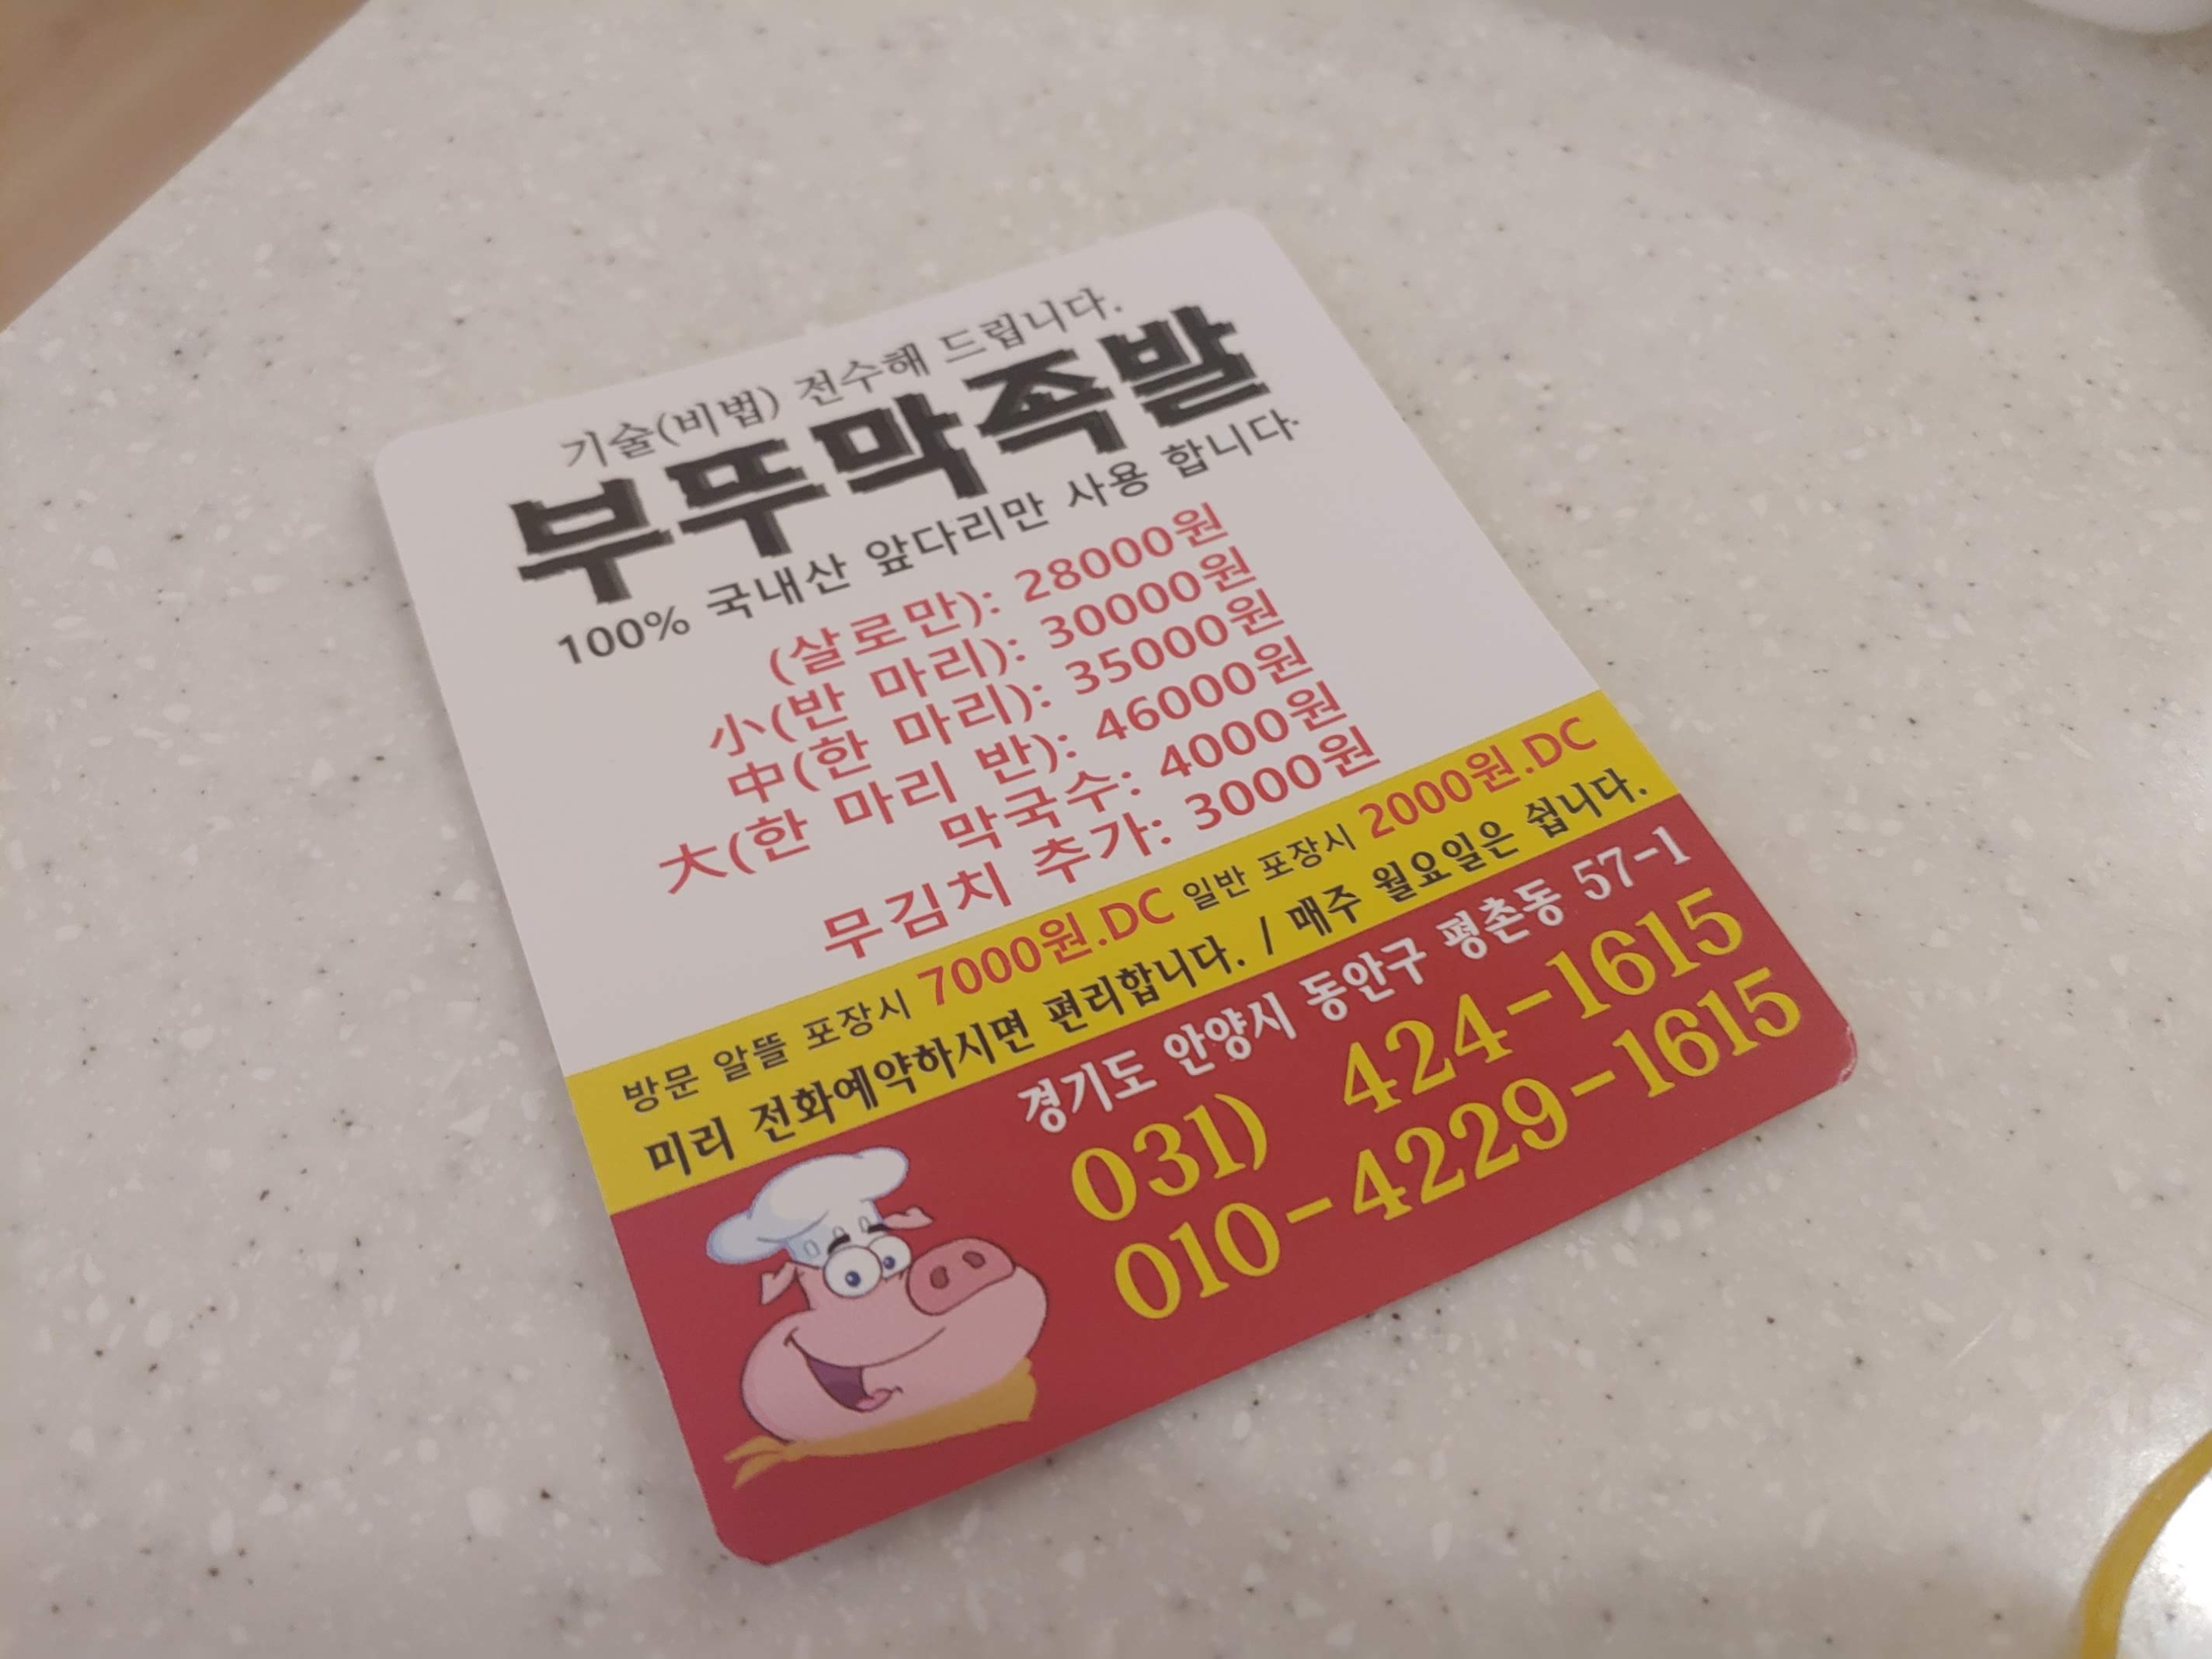 기술(비법) 전수해 드립니다.
부뚜막족발
100% 국내산 앞다리만 사용 합니다.
(살로만): 28000원
小(반 마리): 30000원
中(한 마리): 35000원
大(한 마리 반): 46000원
막국수: 4000원
무김치 추가: 3000원
방문 알뜰 포장시 7000원.DC 일반 포장시 2000원.DC
미리 전화예약하시면 편리합니다. / 매주 월요일은 쉽니다.
경기도 안양시 동안구 평촌동 57-1
031) 424-1615
010-4229-1615